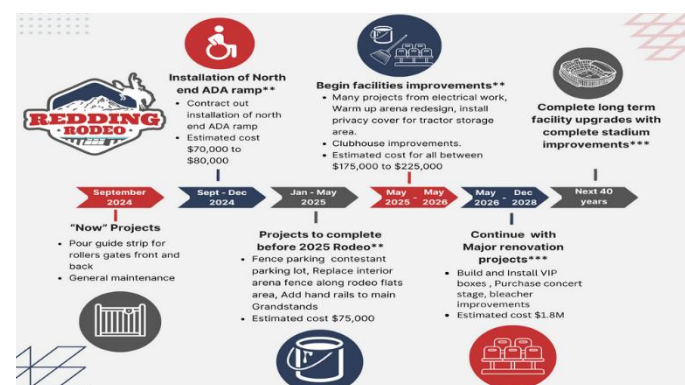 Installation of North
end ADA ramp**
• Contract out
installation of north
end ADA ramp
• Estimated cost
$70,000 to
$80,000
Begin facilities improvements**
• Many projects from electrical work,
Warm up arena redesign, install
privacy cover for tractor storage
area.
• Clubhouse improvements.
• Estimated cost for all between
$175,000 to $225,000
Complete long term
facility upgrades with
complete stadium
improvements***
REDDING
RODEO
September
2024
Sept - Dec
2024
Jan - May
2025
May
2025 -
May
2026
May
2026 -
Dec
2028
Next 40
years
"Now" Projects
• Pour guide strip for
rollers gates front and
back
• General maintenance
Projects to complete
before 2025 Rodeo**
• Fence parking contestant
parking lot, Replace interior
arena fence along rodeo flats
area, Add hand rails to main
Grandstands
• Estimated cost $75,000
Continue with
Major renovation
projects***
• Build and Install VIP
boxes , Purchase concert
stage, bleacher
improvements
• Estimated cost $1.8M